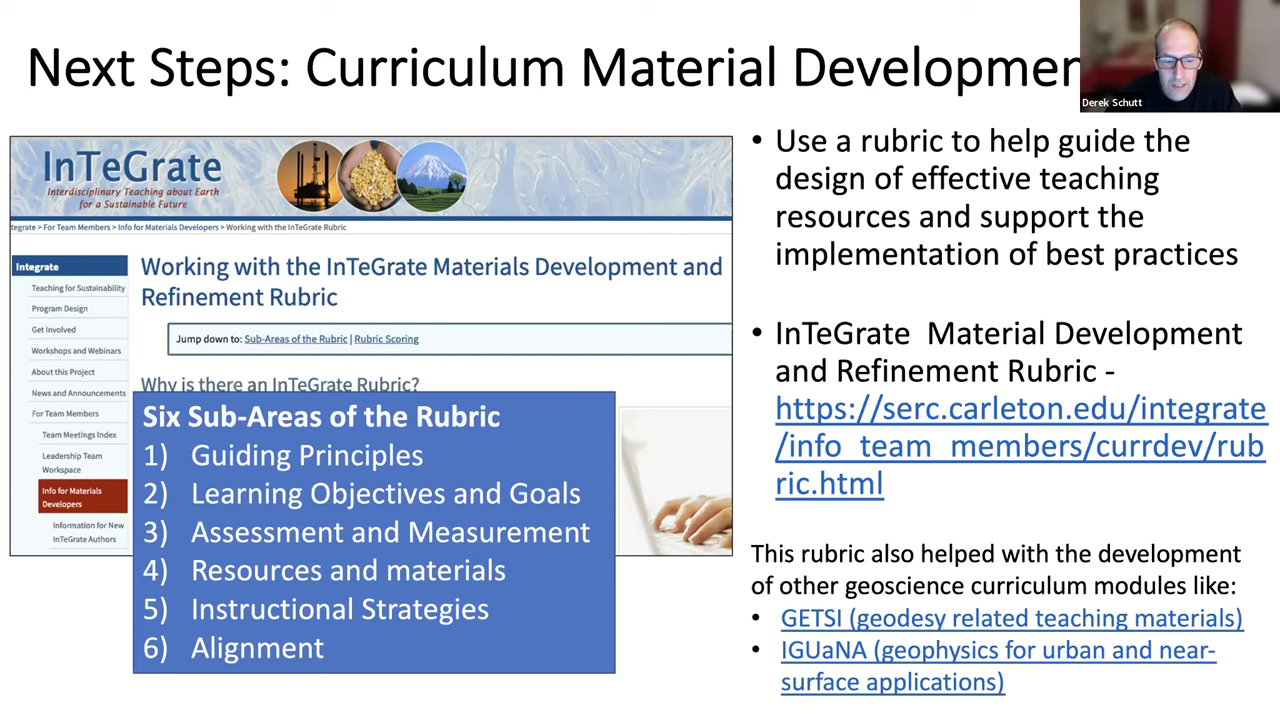 Next Steps: Curriculum Material Developmen
Derek Schutt
InTeGrate
Interdisciplinary Teaching about Earth
for a Sustainable Future
tegrate > For Team Members > Info for Materials Developers > Working with the InTeGrate Rubric
Integrate
Teaching for Sustainability
Program Design
Get Involved
Workshops and Webinars
About this Project
News and Announcements
For Team Members
Team Meetings Index
Leadership Team
Workspace
Info for Materials
Developers
Information for New
InTeGrate Authors
Working with the InTeGrate Materials Development and
Refinement Rubric
Jump down to: Sub-Areas of the Rubric | Rubric Scoring
Why is there an InTeGrate Rubric?
Six Sub-Areas of the Rubric
1) Guiding Principles
2) Learning Objectives and Goals
3) Assessment and Measurement
4) Resources and materials
5) Instructional Strategies
6) Alignment
• Use a rubric to help guide the
design of effective teaching
resources and support the
implementation of best practices
• InTeGrate Material Development
and Refinement Rubric -
https://serc.carleton.edu/integrate
/info_team_members/currdev/rub
ric.html
This rubric also helped with the development
of other geoscience curriculum modules like:
• GETSI (geodesy related teaching materials)
• IGUaNA (geophysics for urban and near-
surface applications)